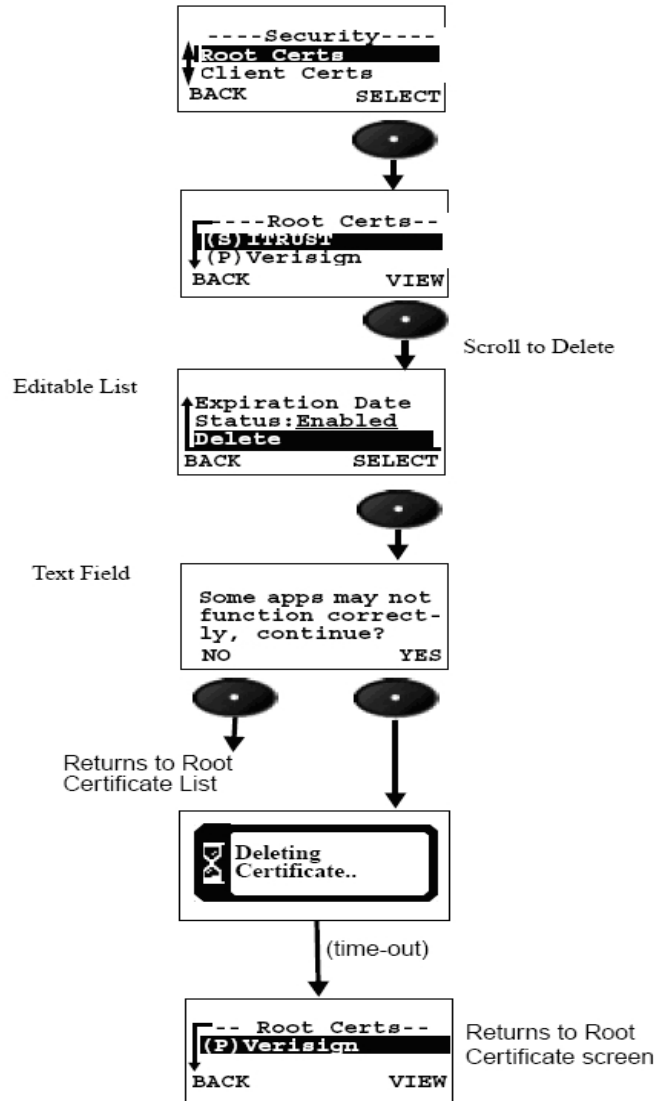 ----Security----
Root Certs
Client Certs
BACK SELECT
----Root Certs--
(S)ITRUST
(P)Verisign
BACK VIEW
Scroll to Delete
Editable List
Expiration Date
Status:Enabled
Delete
BACK SELECT
Text Field
Some apps may not
function correct-
ly, continue?
NO YES
Returns to Root
Certificate List
Deleting
Certificate..
(time-out)
-- Root Certs--
(P)Verisign
BACK VIEW
Returns to Root
Certificate screen